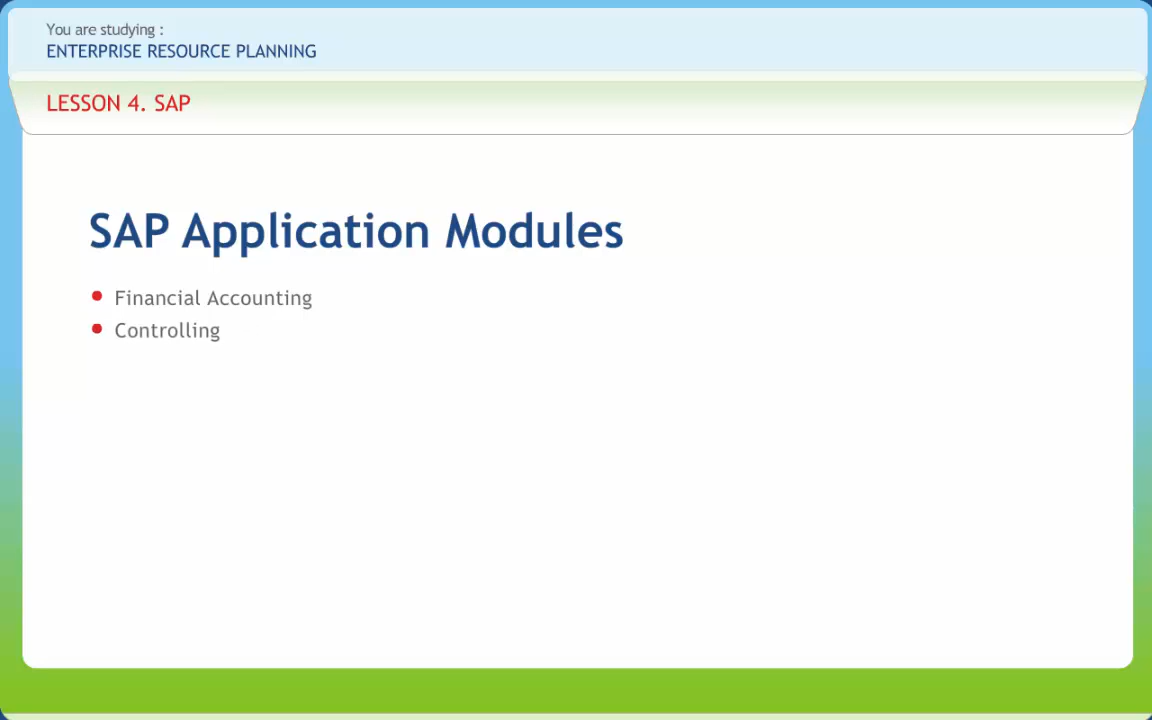 You are studying :
ENTERPRISE RESOURCE PLANNING
LESSON 4. SAP
SAP Application Modules
• Financial Accounting
• Controlling